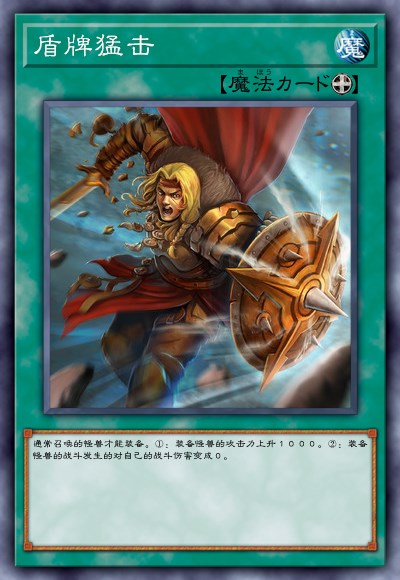 盾牌猛击
魔
【魔法カード】
ま ほう
通常召唤的怪兽才能装备。①：装备怪兽的攻击力上升１０００。②：装备
怪兽的战斗发生的对自己的战斗伤害变成０。